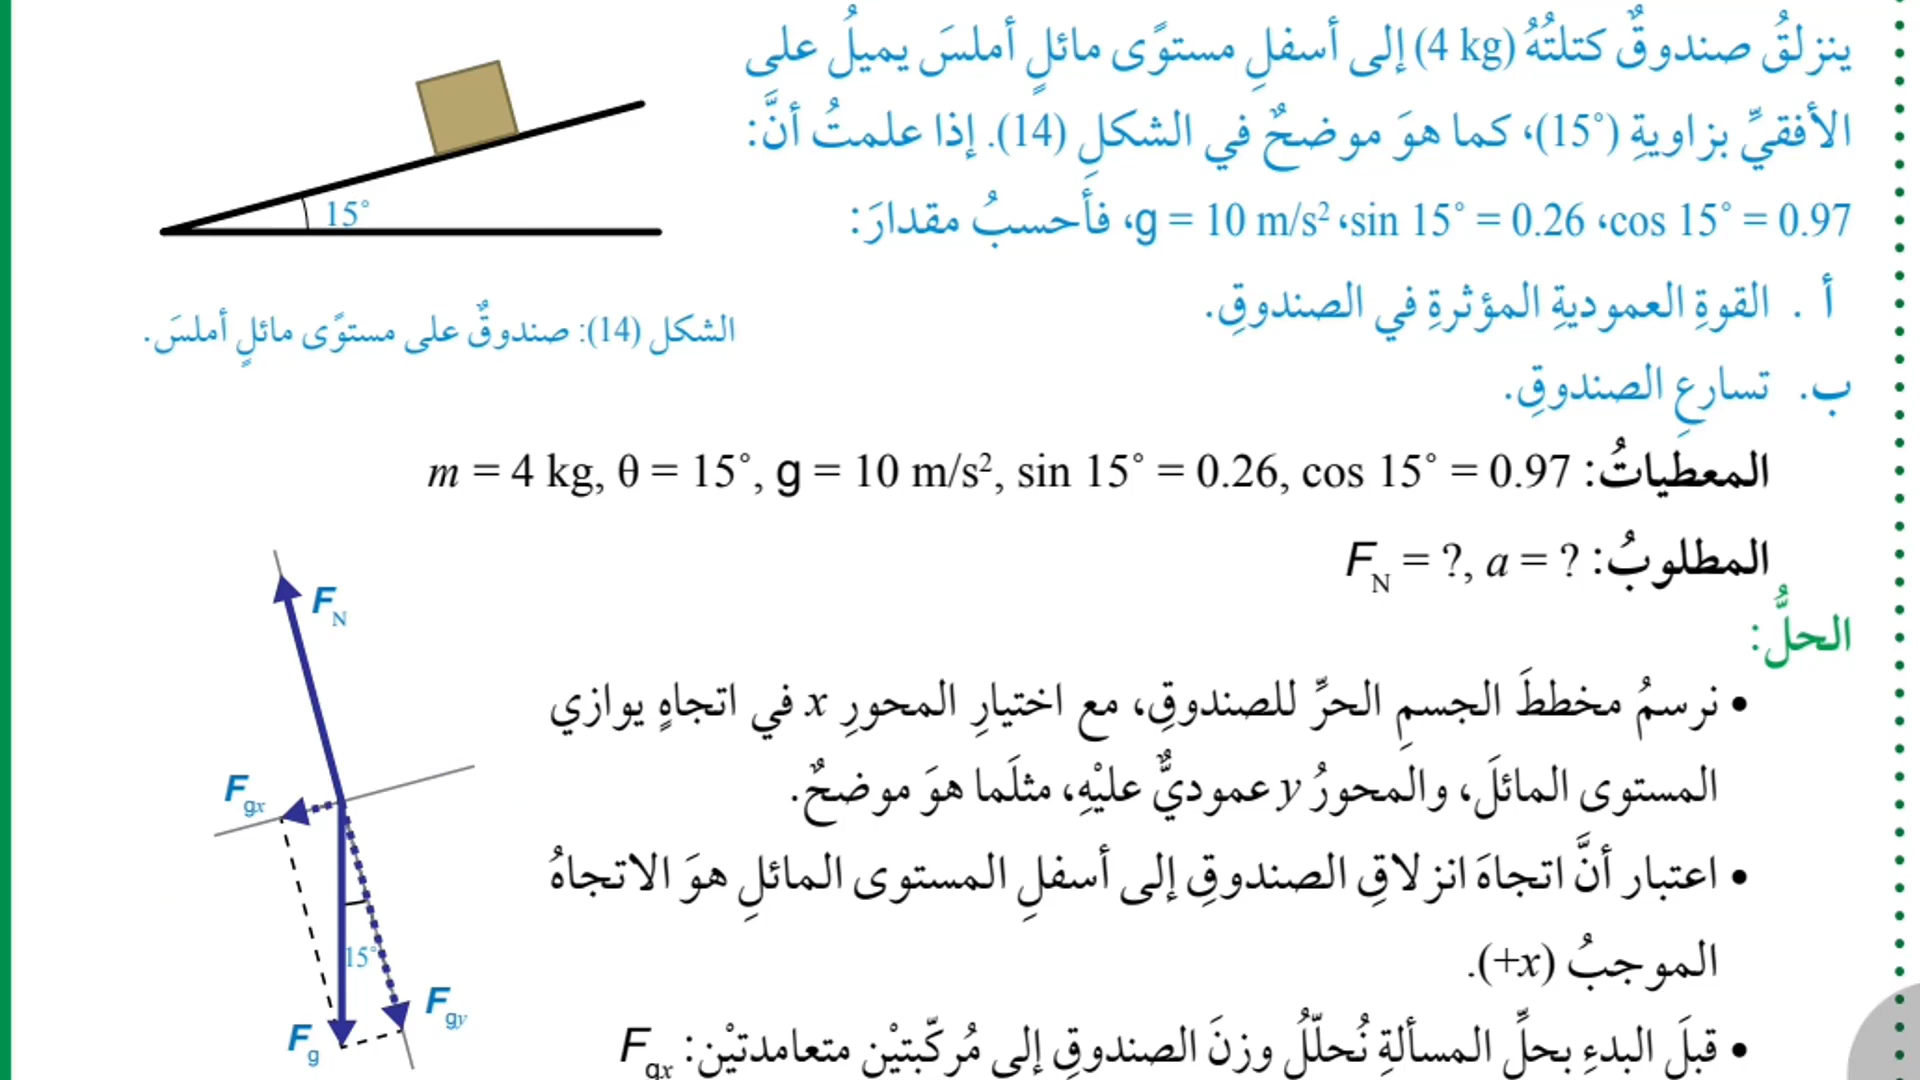 ينزلقُ صندوقٌ كتلتُهُ (4 kg) إلى أسفلِ مستوًى مائلٍ أملسَ يميلُ على
الأفقيِّ بزاويةِ (15°)، كما هوَ موضحٌ في الشكلِ (14). إذا علمتُ أنَّ:
cos 15° = 0.97، sin 15° = 0.26، g = 10 m/s²، فأَحسبُ مقدارَ:
أ . القوةِ العموديةِ المؤثرةِ في الصندوقِ.
ب. تسارعِ الصندوقِ.
15°
الشكل (14): صندوقٌ على مستوًى مائلٍ أملسَ.
المعطياتُ: m = 4 kg, θ = 15°, g = 10 m/s², sin 15° = 0.26, cos 15° = 0.97
المطلوبُ: F_N = ?, a = ?
الحلُّ:
• نرسمُ مخططَ الجسمِ الحرِّ للصندوقِ، مع اختيارِ المحورِ x في اتجاهٍ يوازي
المستوى المائلَ، والمحورُ y عموديٌّ عليْهِ، مثلَما هوَ موضحٌ.
• اعتبار أنَّ اتجاهَ انزلاقِ الصندوقِ إلى أسفلِ المستوى المائلِ هوَ الاتجاهُ
الموجبُ (+x).
• قبلَ البدءِ بحلِّ المسألةِ نُحلّلُ وزنَ الصندوقِ إلى مُركّبتيْن متعامدتيْن: F_gx
F_N
F_gx
15°
F_gy
F_g